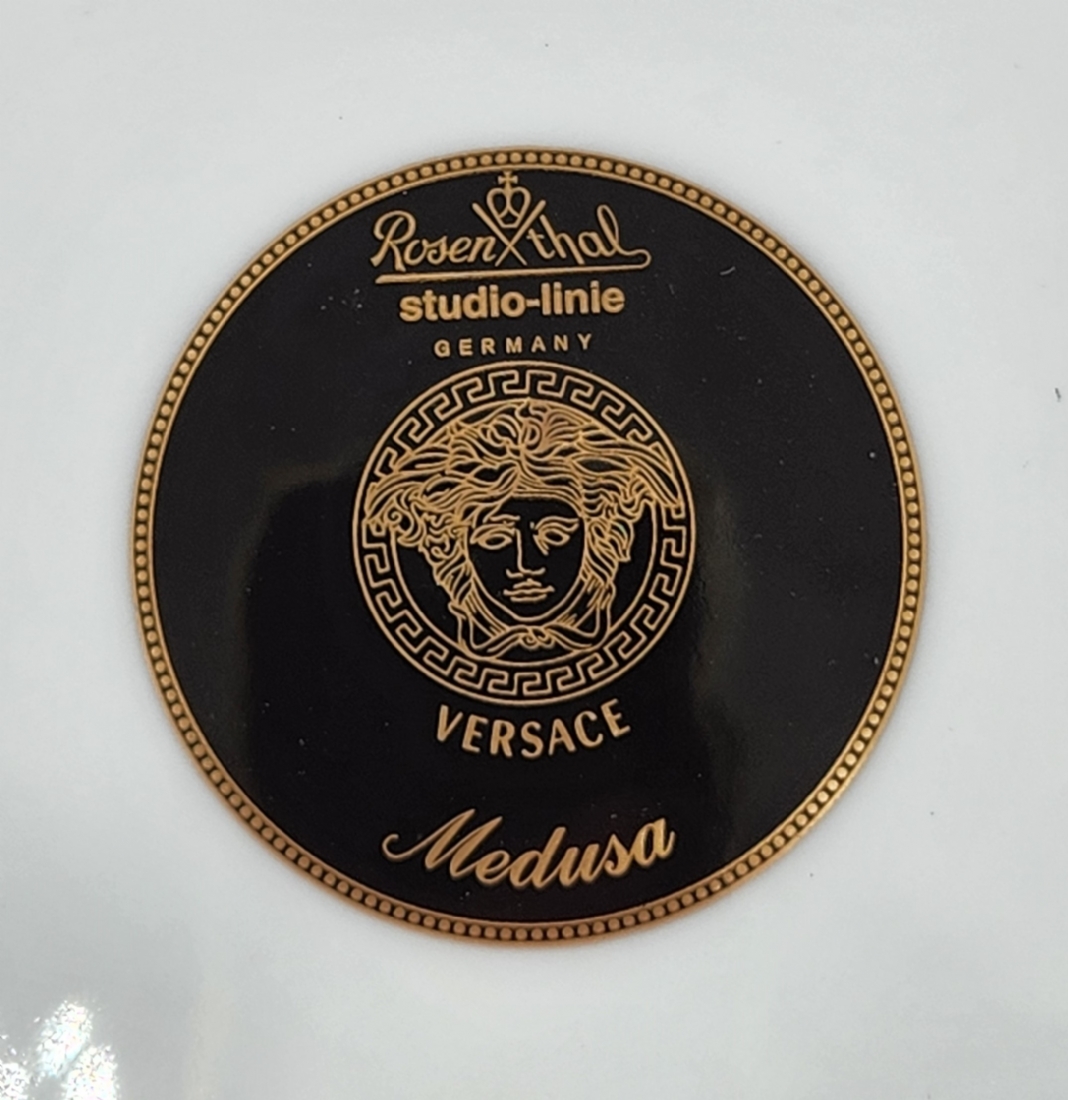 Rosenthal
studio-linie
GERMANY
VERSACE
Medusa